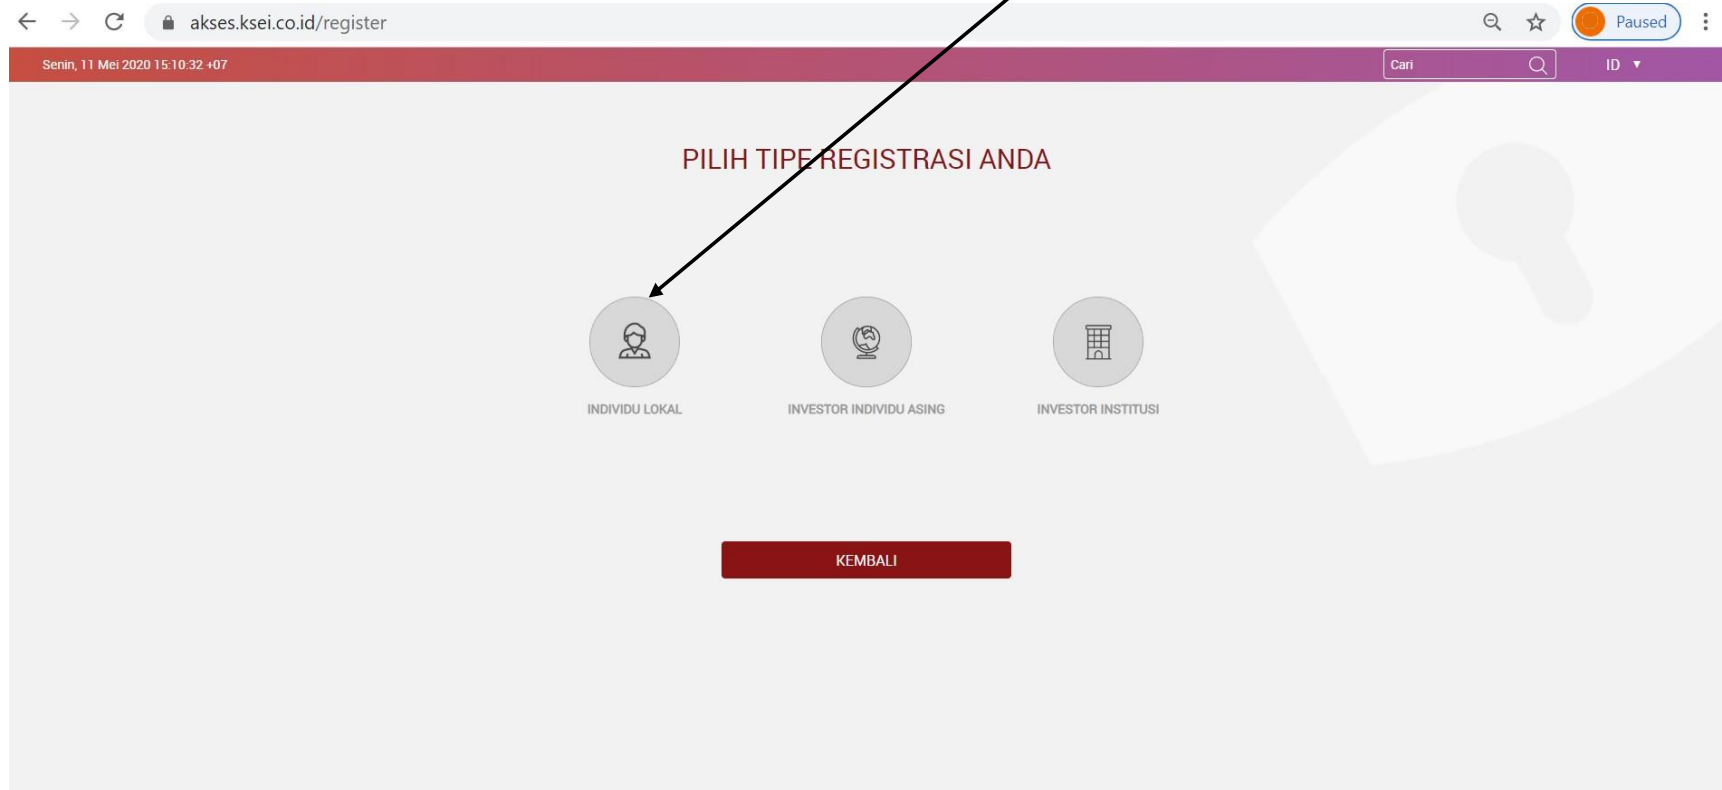 akses.ksei.co.id/register
Paused
Senin, 11 Mei 2020 15:10:32 +07
Cari
ID
PILIH TIPE REGISTRASI ANDA
INDIVIDU LOKAL
INVESTOR INDIVIDU ASING
INVESTOR INSTITUSI
KEMBALI